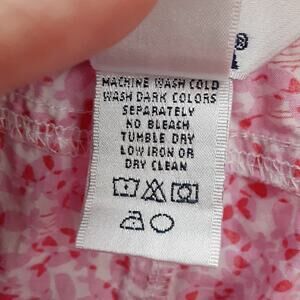 MACHINE WASH COLD
WASH DARK COLORS
SEPARATELY
NO BLEACH
TUMBLE DRY
LOW IRON OR
DRY CLEAN